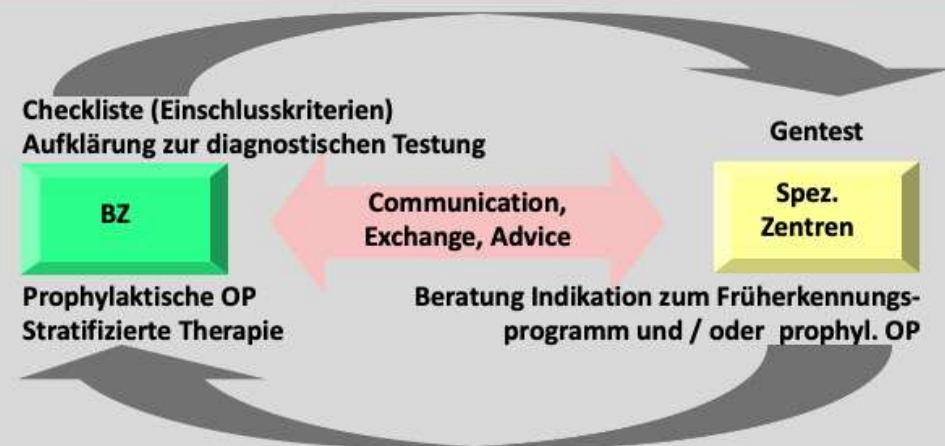 Checkliste (Einschlusskriterien)
Aufklärung zur diagnostischen Testung
Gentest
BZ
Communication,
Exchange, Advice
Spez.
Zentren
Prophylaktische OP
Stratifizierte Therapie
Beratung Indikation zum Früherkennungs-
programm und / oder prophyl. OP